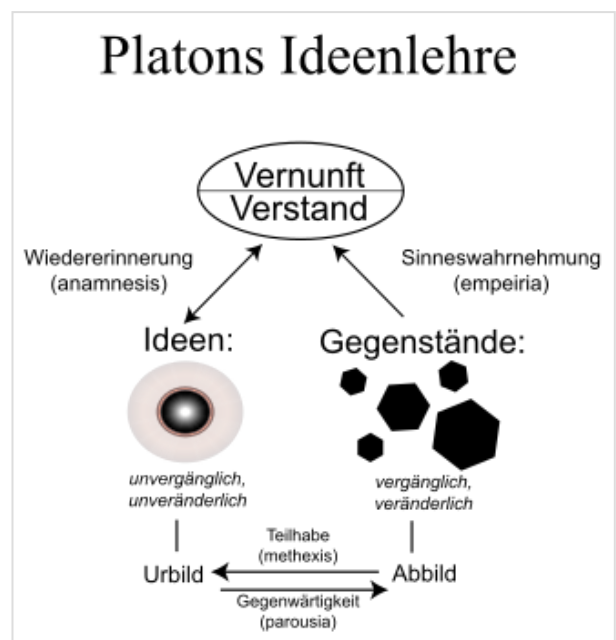 Platons Ideenlehre
Vernunft
Verstand
Wiedererinnerung
(anamnesis)
Sinneswahrnehmung
(empeiria)
Ideen:
Gegenstände:
unvergänglich,
unveränderlich
vergänglich,
veränderlich
Teilhabe
(methexis)
Urbild
Abbild
Gegenwärtigkeit
(parousia)